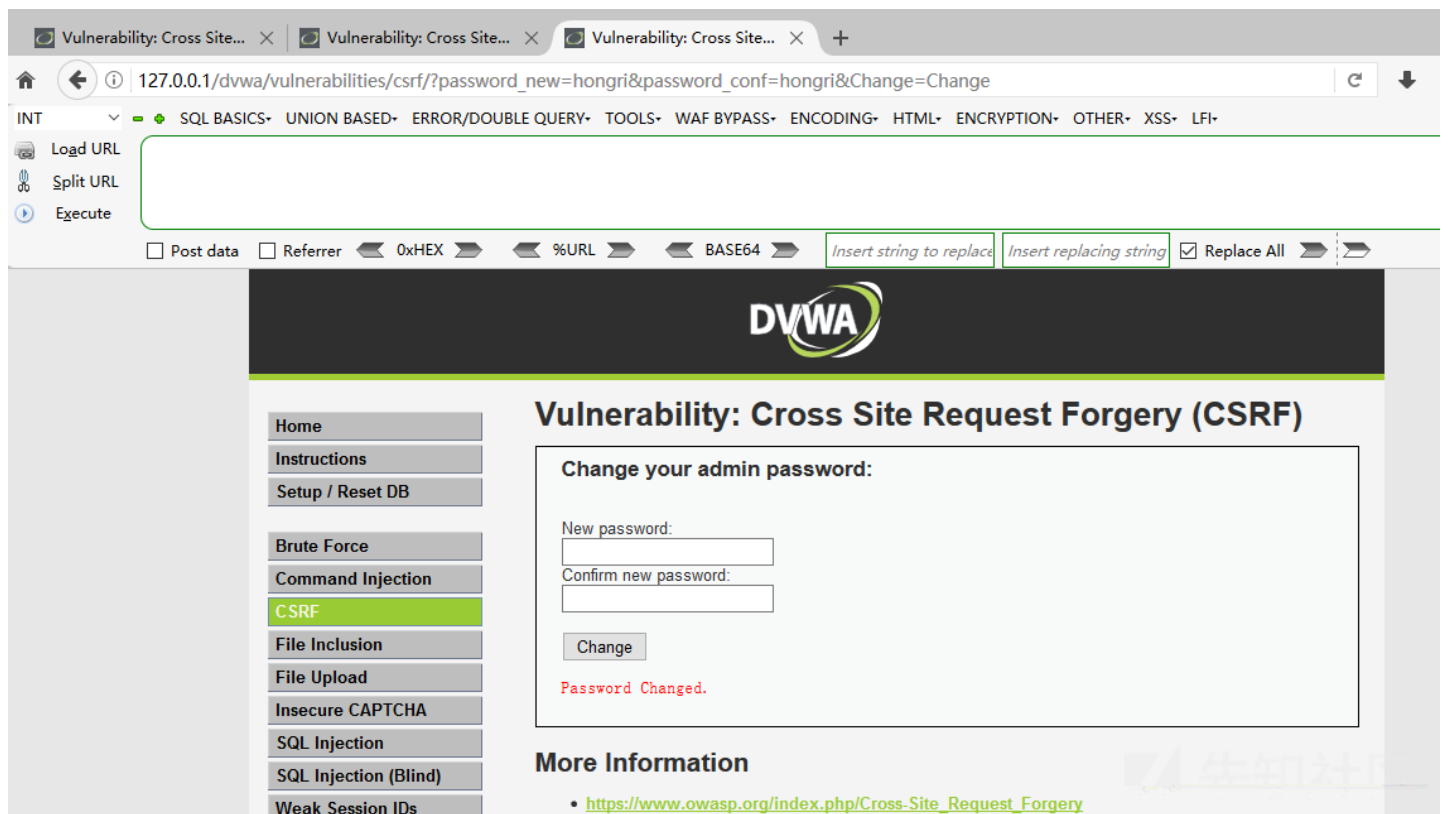 Vulnerability: Cross Site... Vulnerability: Cross Site... Vulnerability: Cross Site...
127.0.0.1/dvwa/vulnerabilities/csrf/?password_new=hongri&password_conf=hongri&Change=Change
INT SQL BASICS UNION BASED ERROR/DOUBLE QUERY TOOLS WAF BYPASS ENCODING HTML ENCRYPTION OTHER XSS LFI
Load URL
Split URL
Execute
Post data Referrer 0xHEX %URL BASE64 Insert string to replace Insert replacing string Replace All
DVWA
Vulnerability: Cross Site Request Forgery (CSRF)
Home
Instructions
Setup / Reset DB
Brute Force
Command Injection
CSRF
File Inclusion
File Upload
Insecure CAPTCHA
SQL Injection
SQL Injection (Blind)
Weak Session IDs
Change your admin password:
New password:
Confirm new password:
Change
Password Changed.
More Information
https://www.owasp.org/index.php/Cross-Site_Request_Forgery
先知社区